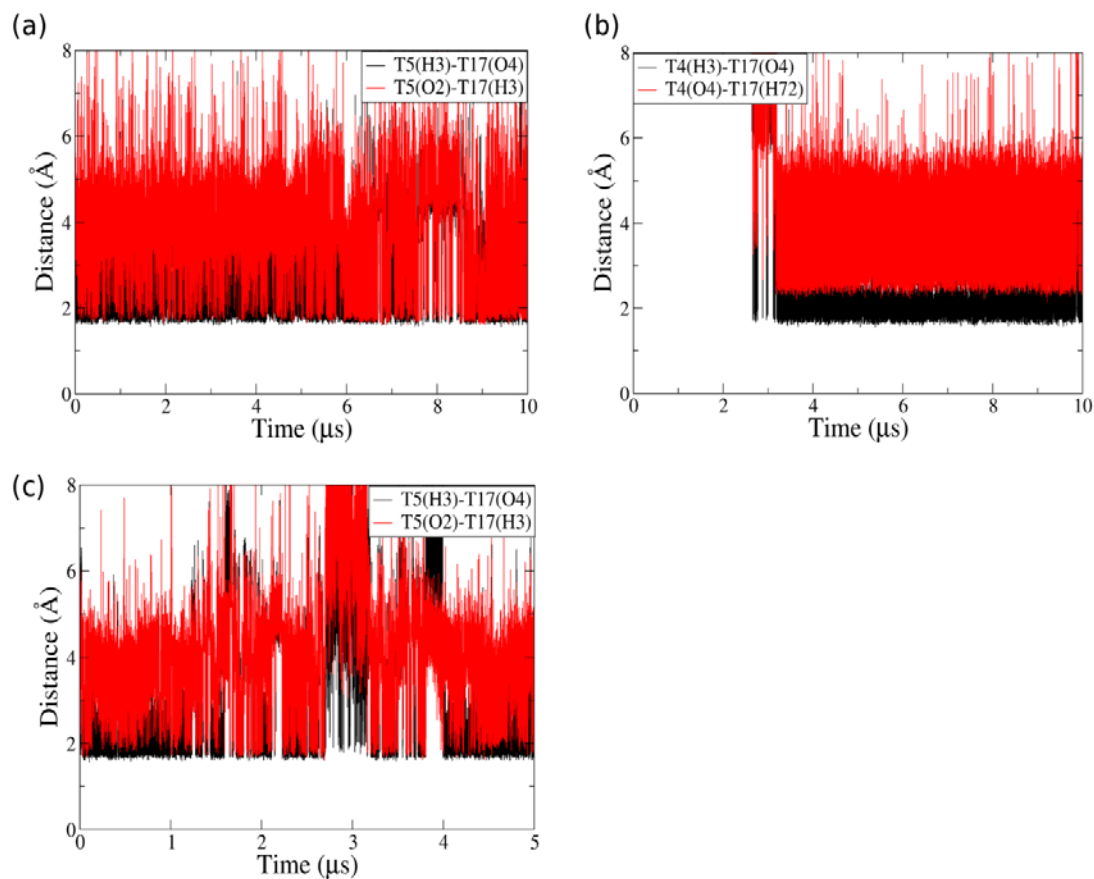 (a)
8
6
4
2
0
Distance (Å)
T5(H3)-T17(O4)
T5(O2)-T17(H3)
0 2 4 6 8 10
Time (μs)
(b)
8
6
4
2
0
Distance (Å)
T4(H3)-T17(O4)
T4(O4)-T17(H72)
0 2 4 6 8 10
Time (μs)
(c)
8
6
4
2
0
Distance (Å)
T5(H3)-T17(O4)
T5(O2)-T17(H3)
0 1 2 3 4 5
Time (μs)